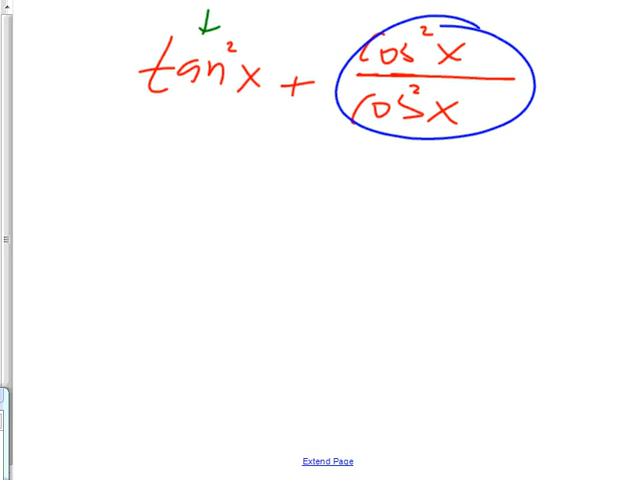 tan²x + cos²x / cos²x
Extend Page